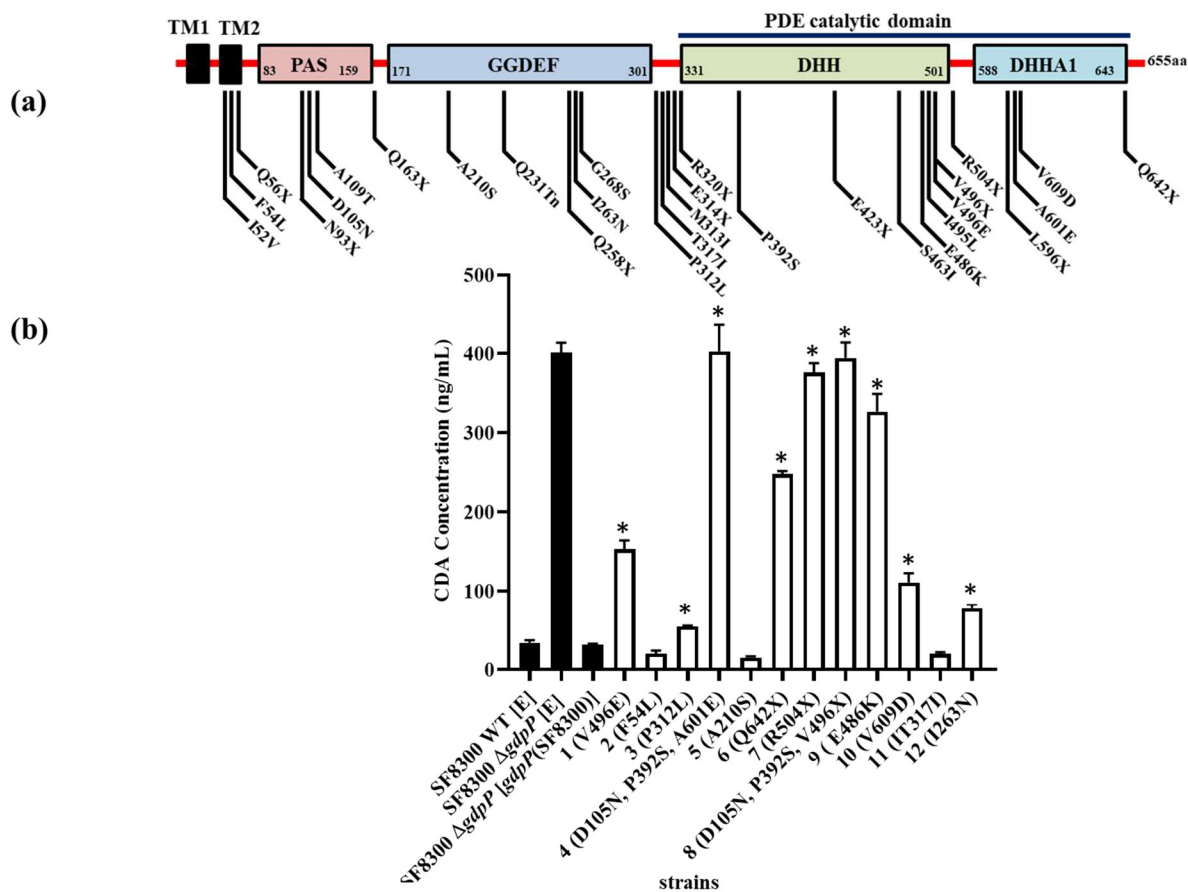 PDE catalytic domain
TM1 TM2
83 PAS 159 171 GGDEF 301 331 DHH 501 588 DHHA1 643 655aa
(a)
I52V
F54L
Q56X
N93X
D105N
A109T
Q163X
A210S
Q231Tn
Q258X
I263N
G268S
P312L
T317I
M313I
E314X
R320X
P392S
E423X
S463I
E486K
I495L
V496E
V496X
R504X
L596X
A601E
V609D
Q642X
(b)
CDA Concentration (ng/mL)
500
400
300
200
100
0
* * * * * * * * *
SF8300 WT [E]
SF8300 ΔgdpP [E]
SF8300 ΔgdpP [gdpP(SF8300)]
1 (V496E)
2 (F54L)
3 (P312L)
4 (D105N, P392S, A601E)
5 (A210S)
6 (Q642X)
7 (R504X)
8 (D105N, P392S, V496X)
9 ( E486K)
10 (V609D)
11 (IT317I)
12 (I263N)
strains